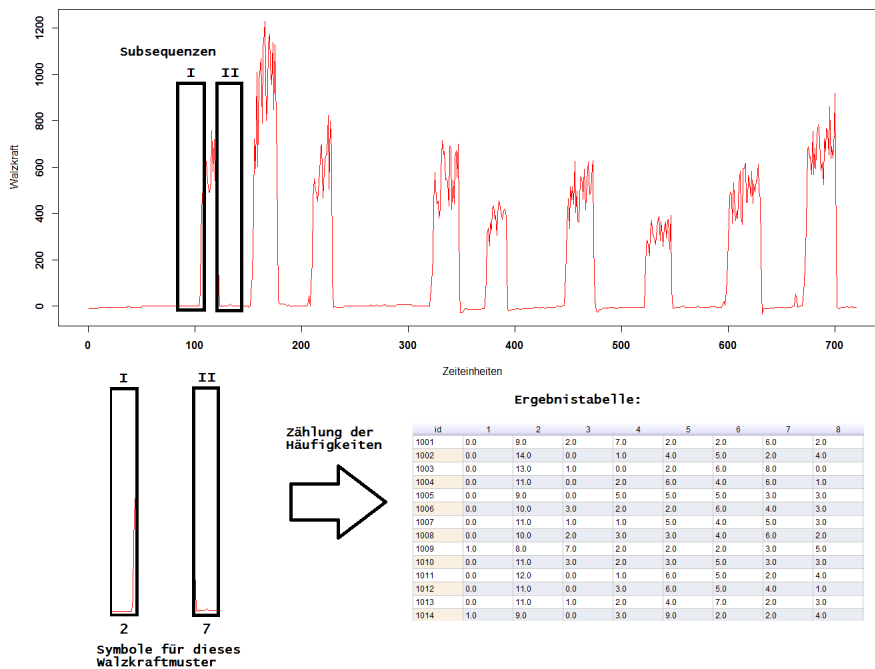 Subsequenzen
I II
Walzkraft
1200
1000
800
600
400
200
0
0 100 200 300 400 500 600 700
Zeiteinheiten
I II
2 7
Symbole für dieses
Walzkraftmuster
Zählung der
Häufigkeiten
Ergebnistabelle:
id 1 2 3 4 5 6 7 8
1001 0.0 9.0 2.0 7.0 2.0 2.0 6.0 2.0
1002 0.0 14.0 0.0 1.0 4.0 5.0 2.0 4.0
1003 0.0 13.0 1.0 0.0 2.0 6.0 8.0 0.0
1004 0.0 11.0 0.0 2.0 6.0 4.0 6.0 1.0
1005 0.0 9.0 0.0 5.0 5.0 5.0 3.0 3.0
1006 0.0 10.0 3.0 2.0 2.0 6.0 4.0 3.0
1007 0.0 11.0 1.0 1.0 5.0 4.0 5.0 3.0
1008 0.0 10.0 2.0 3.0 3.0 4.0 6.0 2.0
1009 1.0 8.0 7.0 2.0 2.0 2.0 3.0 5.0
1010 0.0 11.0 3.0 2.0 3.0 5.0 3.0 3.0
1011 0.0 12.0 0.0 1.0 6.0 5.0 2.0 4.0
1012 0.0 11.0 0.0 3.0 6.0 5.0 4.0 1.0
1013 0.0 11.0 1.0 2.0 4.0 7.0 2.0 3.0
1014 1.0 9.0 0.0 3.0 9.0 2.0 2.0 4.0